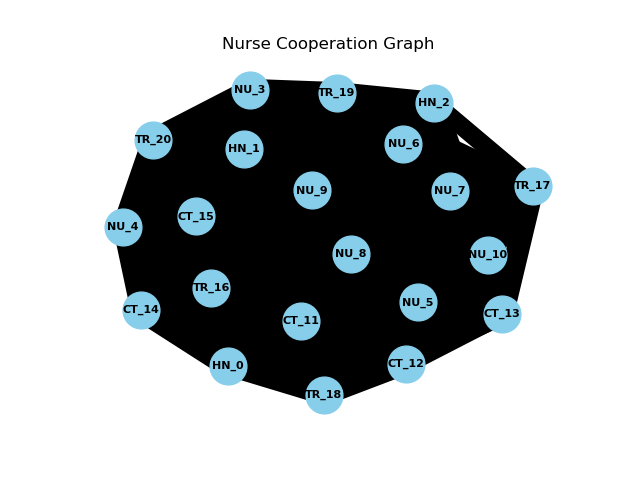 Nurse Cooperation Graph
NU_3
TR_19
HN_2
TR_20
HN_1
NU_6
NU_9
NU_7
TR_17
CT_15
NU_4
NU_8
NU_10
TR_16
CT_14
NU_5
CT_13
CT_11
HN_0
CT_12
TR_18